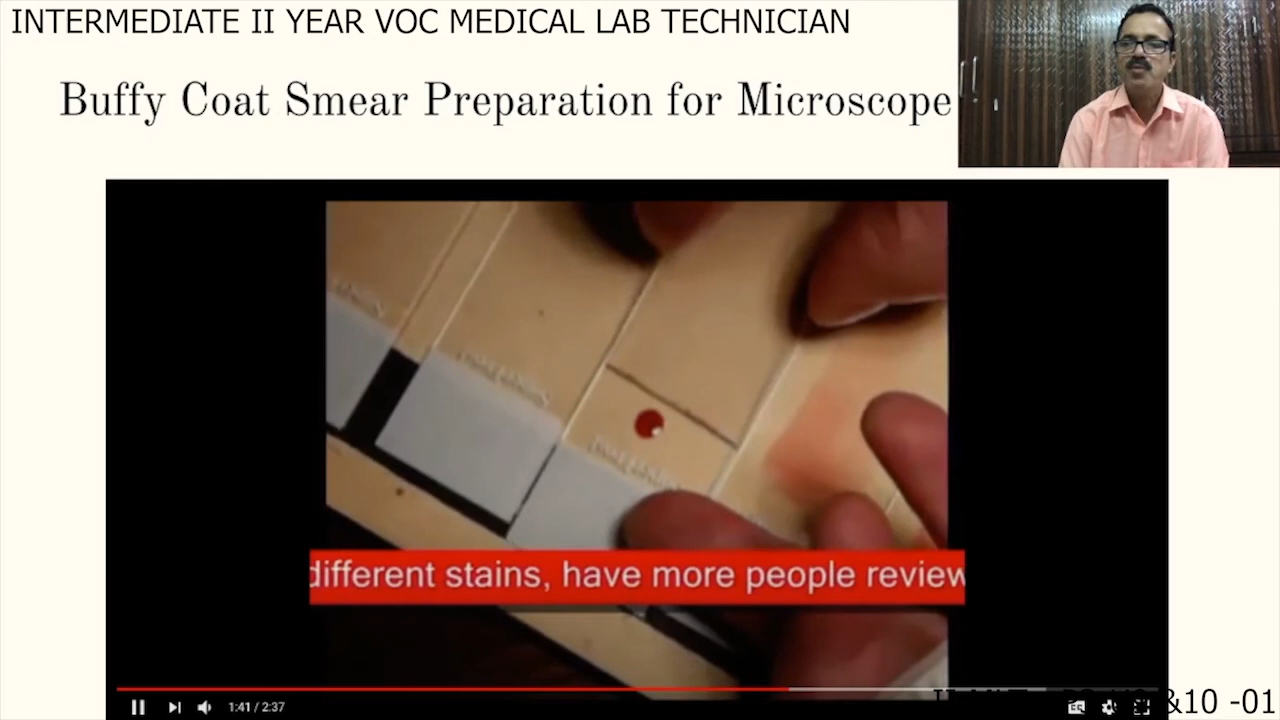 INTERMEDIATE II YEAR VOC MEDICAL LAB TECHNICIAN
Buffy Coat Smear Preparation for Microscope
different stains, have more people review
1:41 / 2:37
&10 -01